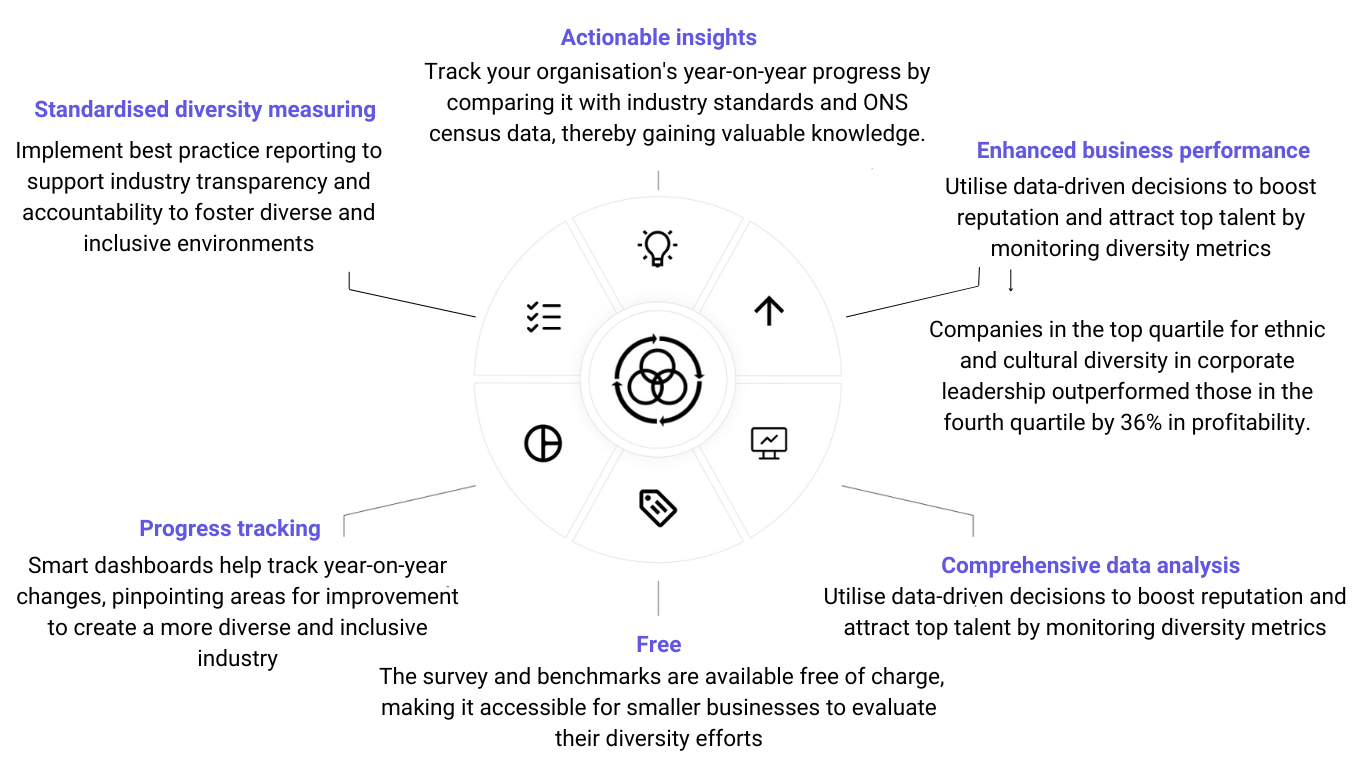 Actionable insights
Track your organisation's year-on-year progress by
comparing it with industry standards and ONS
census data, thereby gaining valuable knowledge.
Standardised diversity measuring
Implement best practice reporting to
support industry transparency and
accountability to foster diverse and
inclusive environments
Enhanced business performance
Utilise data-driven decisions to boost
reputation and attract top talent by
monitoring diversity metrics
Companies in the top quartile for ethnic
and cultural diversity in corporate
leadership outperformed those in the
fourth quartile by 36% in profitability.
Progress tracking
Smart dashboards help track year-on-year
changes, pinpointing areas for improvement
to create a more diverse and inclusive
industry
Comprehensive data analysis
Utilise data-driven decisions to boost reputation and
attract top talent by monitoring diversity metrics
Free
The survey and benchmarks are available free of charge,
making it accessible for smaller businesses to evaluate
their diversity efforts